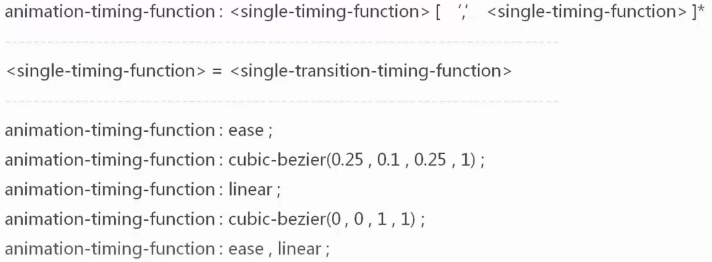 animation-timing-function : <single-timing-function> [ ‘,‘ <single-timing-function> ]*
<single-timing-function> = <single-transition-timing-function>
animation-timing-function : ease ;
animation-timing-function : cubic-bezier(0.25 , 0.1 , 0.25 , 1) ;
animation-timing-function : linear ;
animation-timing-function : cubic-bezier(0 , 0 , 1 , 1) ;
animation-timing-function : ease , linear ;